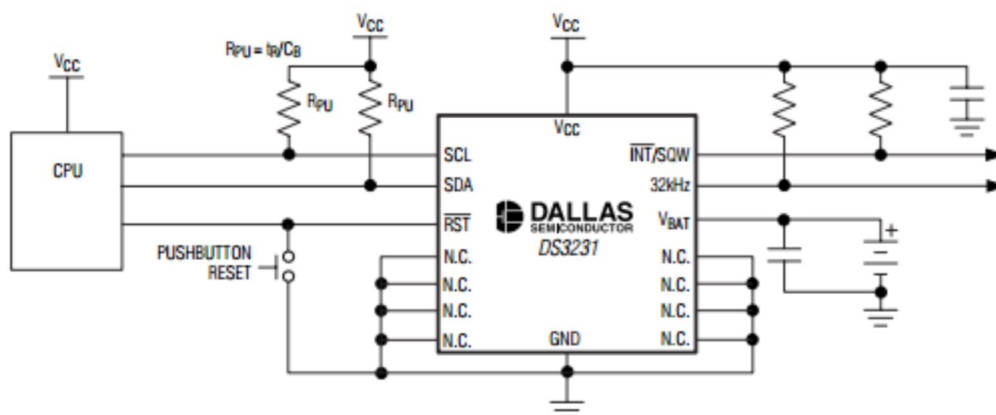 VCC
VCC
RPU = tR/CB
VCC
RPU
RPU
VCC
CPU
SCL
INT/SQW
SDA
32kHz
DALLAS
SEMICONDUCTOR
DS3231
RST
VBAT
+
PUSHBUTTON
RESET
N.C.
N.C.
N.C.
N.C.
N.C.
N.C.
N.C.
GND
N.C.